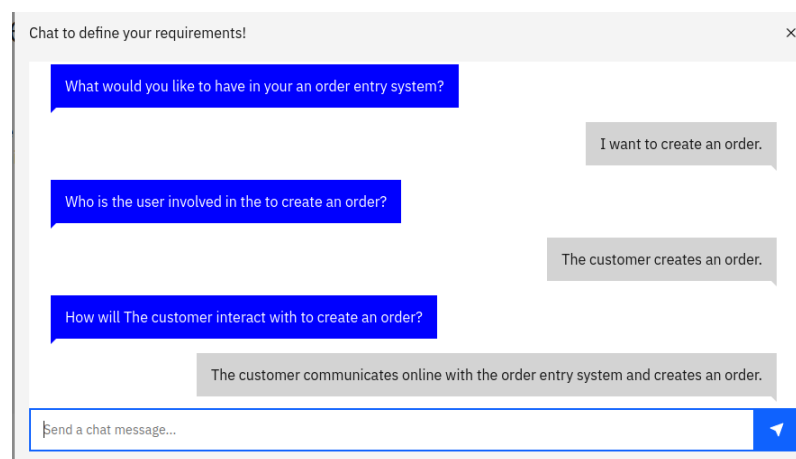 Chat to define your requirements!
What would you like to have in your an order entry system?
I want to create an order.
Who is the user involved in the to create an order?
The customer creates an order.
How will The customer interact with to create an order?
The customer communicates online with the order entry system and creates an order.
Send a chat message...